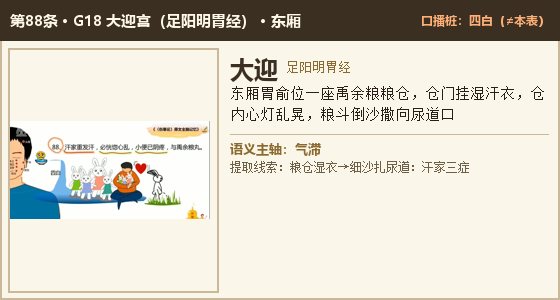 第88条・G18 大迎宫（足阳明胃经）・东厢
口播桩：四白（≠本表）
大迎 足阳明胃经
东厢胃俞位一座禹余粮粮仓，仓门挂湿汗衣，仓
内心灯乱晃，粮斗倒沙撒向尿道口
语义主轴：气滞
提取线索：粮仓湿衣→细沙扎尿道：汗家三症
88. 汗家重发汗，必恍惚心乱，小便已阴疼，与禹余粮丸。
四白